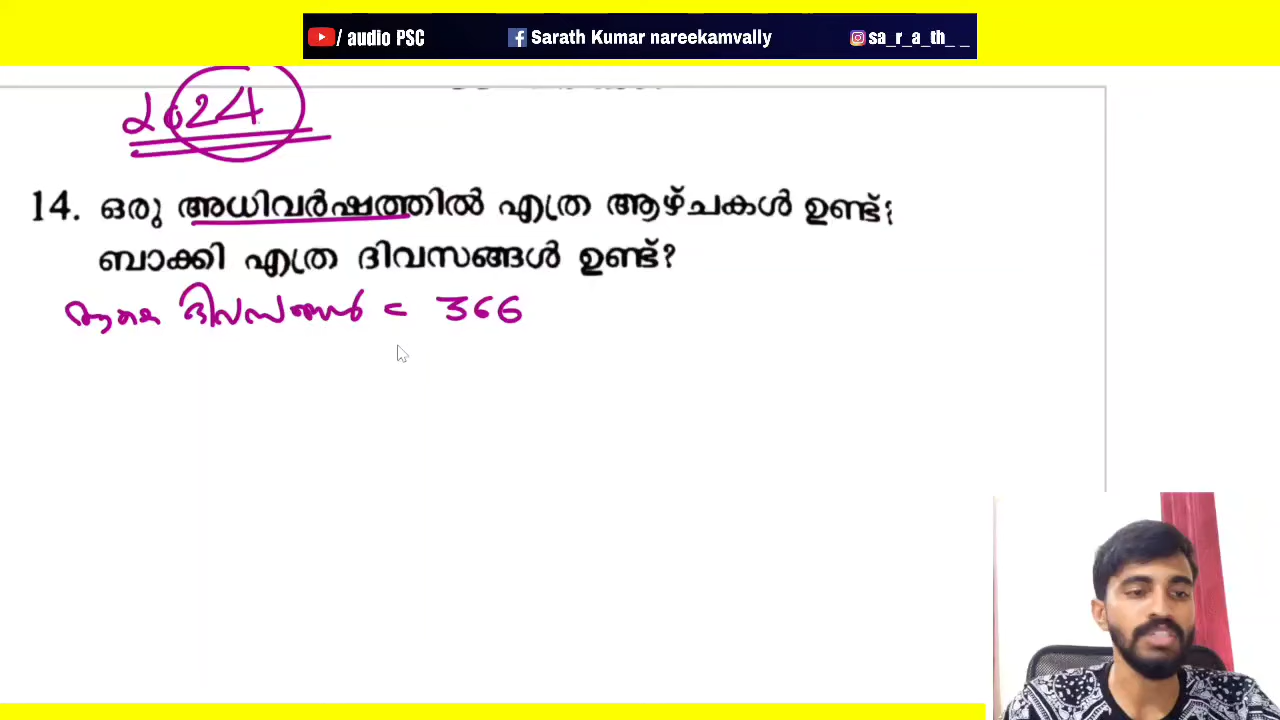 / audio PSC Sarath Kumar nareekamvally sa_r_a_th_ _
2024
14. ഒരു അധിവർഷത്തിൽ എത്ര ആഴ്ചകൾ ഉണ്ട്;
ബാക്കി എത്ര ദിവസങ്ങൾ ഉണ്ട്?
ആകെ ദിവസങ്ങൾ = 366